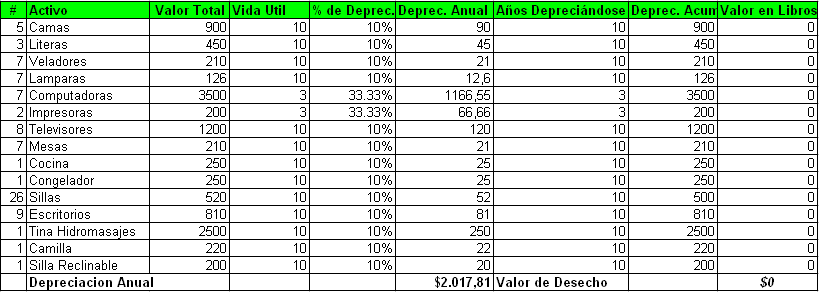 # Activo Valor Total Vida Util % de Deprec. Deprec. Anual Años Depreciándose Deprec. Acum Valor en Libros
5 Camas 900 10 10% 90 10 900 0
3 Literas 450 10 10% 45 10 450 0
7 Veladores 210 10 10% 21 10 210 0
7 Lamparas 126 10 10% 12,6 10 126 0
7 Computadoras 3500 3 33.33% 1166,55 3 3500 0
2 Impresoras 200 3 33.33% 66,66 3 200 0
8 Televisores 1200 10 10% 120 10 1200 0
7 Mesas 210 10 10% 21 10 210 0
1 Cocina 250 10 10% 25 10 250 0
1 Congelador 250 10 10% 25 10 250 0
26 Sillas 520 10 10% 52 10 500 0
9 Escritorios 810 10 10% 81 10 810 0
1 Tina Hidromasajes 2500 10 10% 250 10 2500 0
1 Camilla 220 10 10% 22 10 220 0
1 Silla Reclinable 200 10 10% 20 10 200 0
Depreciacion Anual $2.017,81 Valor de Desecho $0